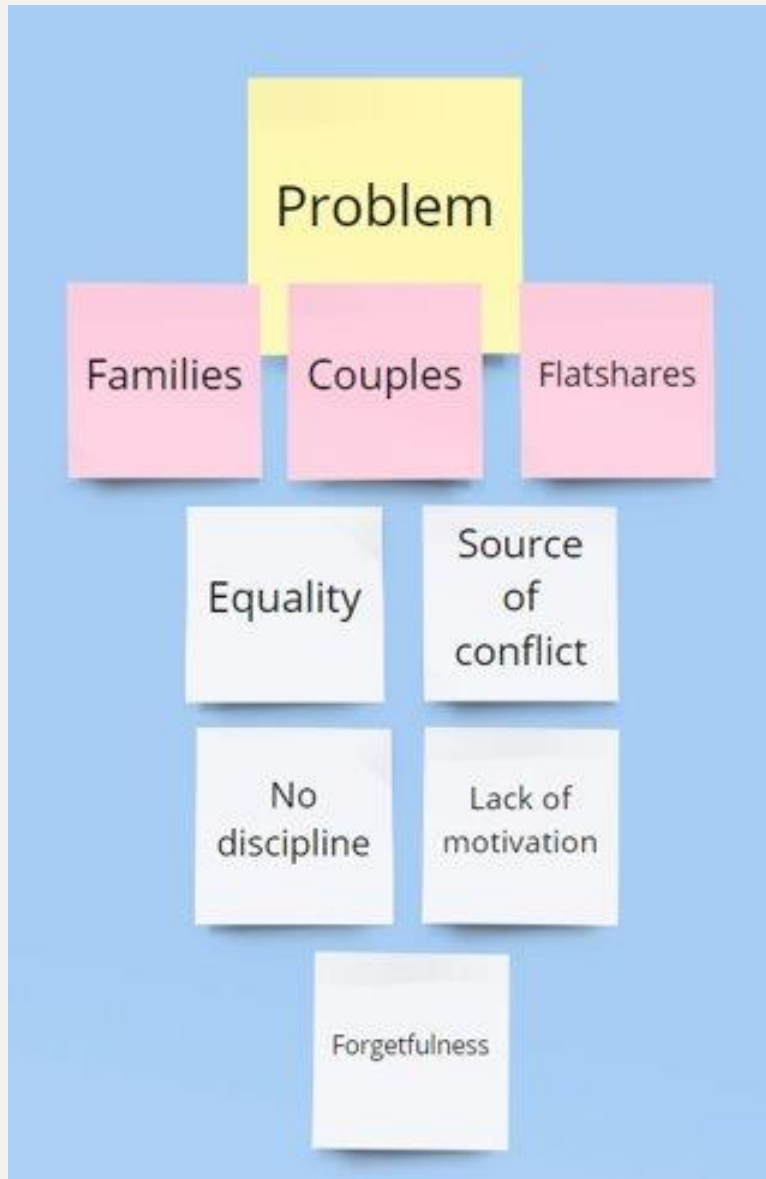 Problem
Families
Couples
Flatshares
Equality
Source
of
conflict
No
discipline
Lack of
motivation
Forgetfulness